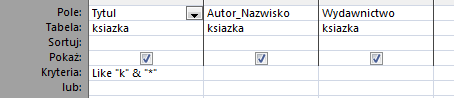 Pole: Tytul Autor_Nazwisko Wydawnictwo
Tabela: ksiazka ksiazka ksiazka
Sortuj:
Pokaż:
Kryteria: Like "k" & "*"
lub: